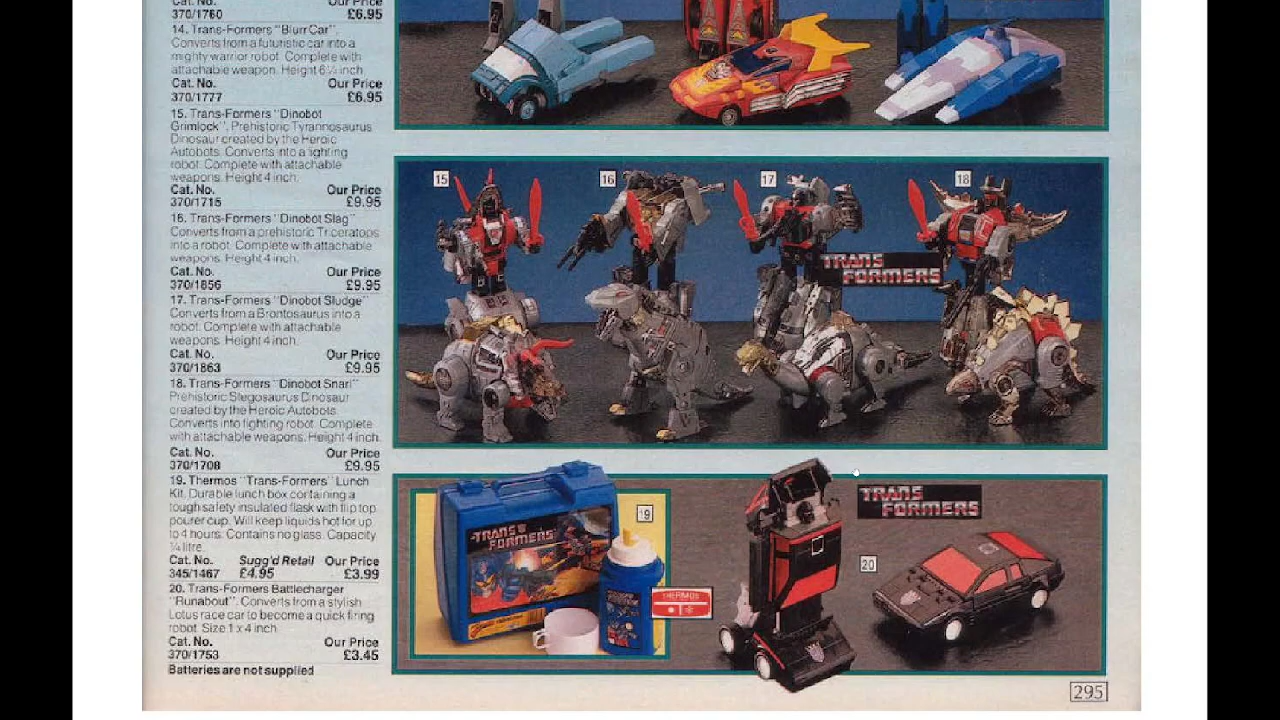 Cat. No. Our Price
370/1760 £6.95
14. Trans-Formers "Blurr Car".
Converts from a futuristic car into a
mighty warrior robot. Complete with
attachable weapon. Height 6¼ inch
Cat. No. Our Price
370/1777 £6.95
15. Trans-Formers "Dinobot
Grimlock". Prehistoric Tyrannosaurus
Dinosaur created by the Heroic
Autobots. Converts into a fighting
robot. Complete with attachable
weapons. Height 4 inch.
Cat. No. Our Price
370/1715 £9.95
16. Trans-Formers "Dinobot Slag"
Converts from a prehistoric Triceratops
into a robot. Complete with attachable
weapons. Height 4 inch.
Cat. No. Our Price
370/1856 £9.95
17. Trans-Formers "Dinobot Sludge"
Converts from a Brontosaurus into a
robot. Complete with attachable
weapons. Height 4 inch.
Cat. No. Our Price
370/1863 £9.95
18. Trans-Formers "Dinobot Snarl"
Prehistoric Stegosaurus Dinosaur
created by the Heroic Autobots.
Converts into fighting robot. Complete
with attachable weapons. Height 4 inch.
Cat. No. Our Price
370/1708 £9.95
19. Thermos "Trans-Formers" Lunch
Kit. Durable lunch box containing a
tough safety insulated flask with flip top
pourer cup. Will keep liquids hot for up
to 4 hours. Contains no glass. Capacity
¼ litre.
Cat. No. Sugg'd Retail Our Price
345/1467 £4.95 £3.99
20. Trans-Formers Battlecharger
"Runabout". Converts from a stylish
Lotus race car to become a quick firing
robot. Size 1 x 4 inch.
Cat. No. Our Price
370/1753 £3.45
Batteries are not supplied
15
16
17
18
TRANS
FORMERS
19
TRANS
FORMERS
THERMOS
TRANS
FORMERS
20
295